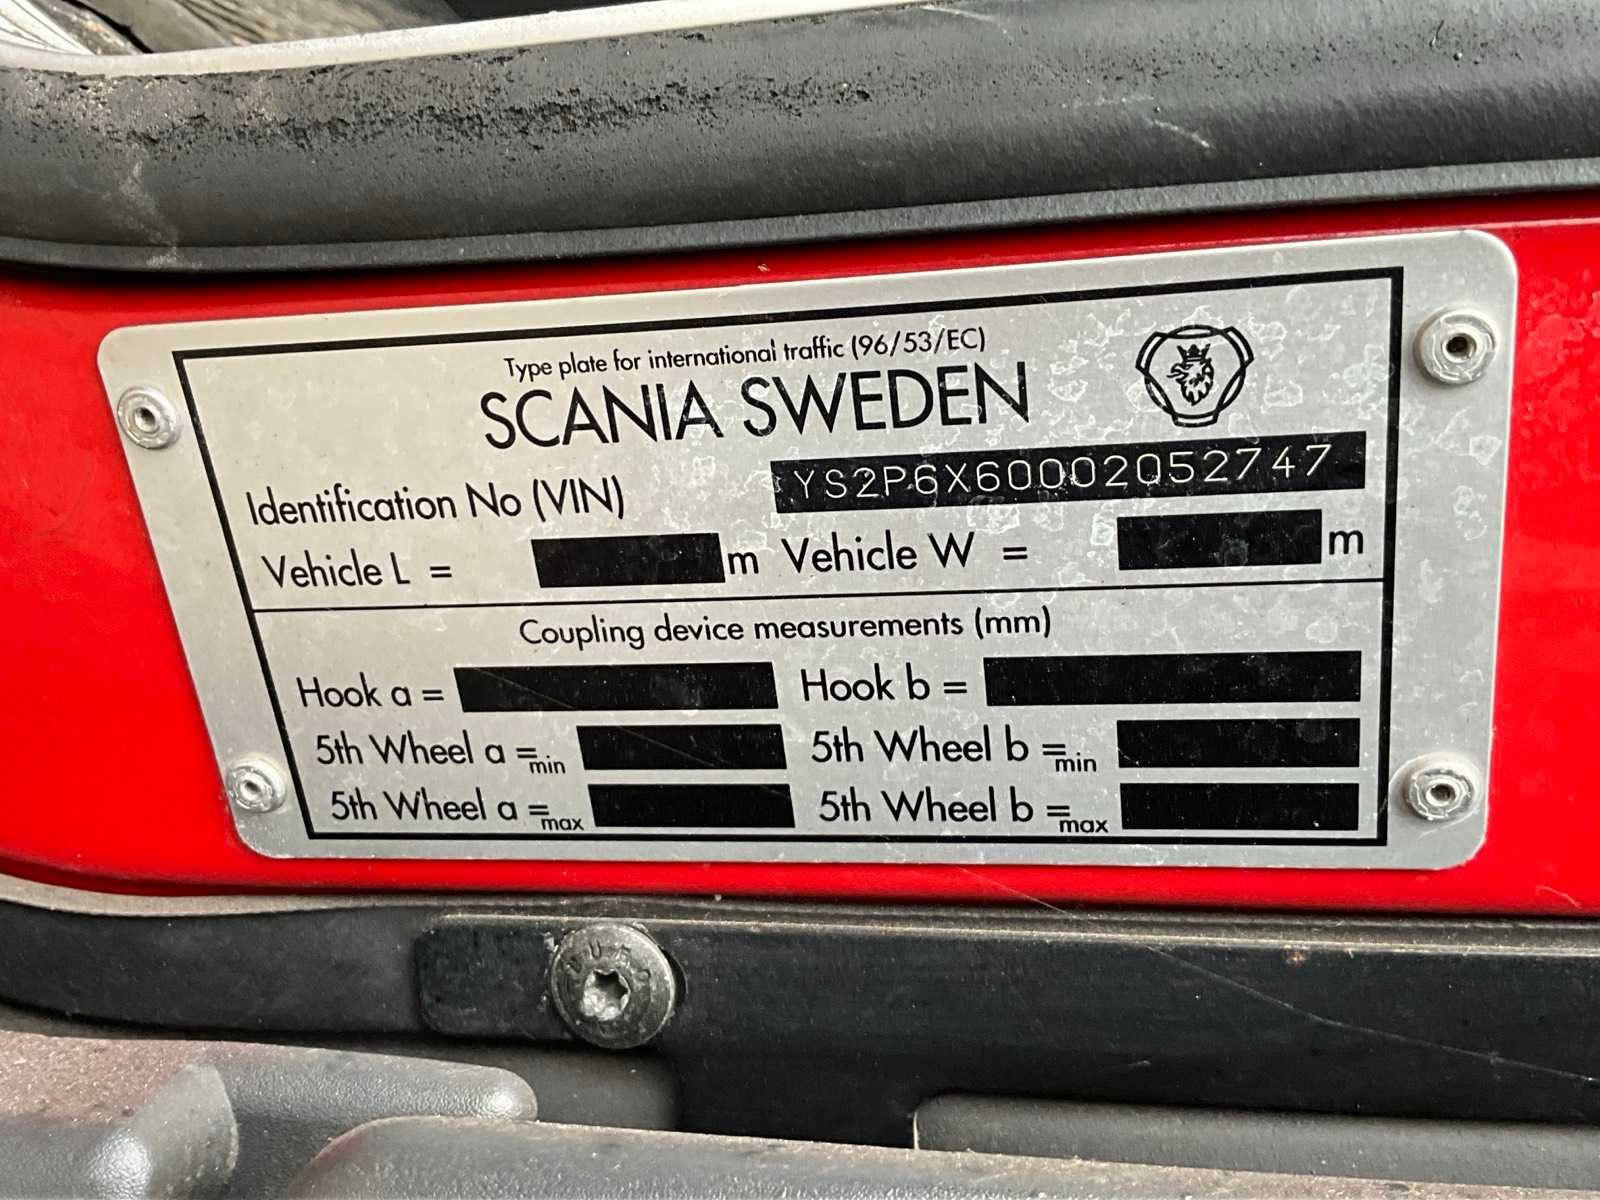 Type plate for international traffic (96/53/EC)
SCANIA SWEDEN
Identification No (VIN) YS2P6X60002052747
Vehicle L = m Vehicle W = m
Coupling device measurements (mm)
Hook a = Hook b =
5th Wheel a =min 5th Wheel b =min
5th Wheel a =max 5th Wheel b =max